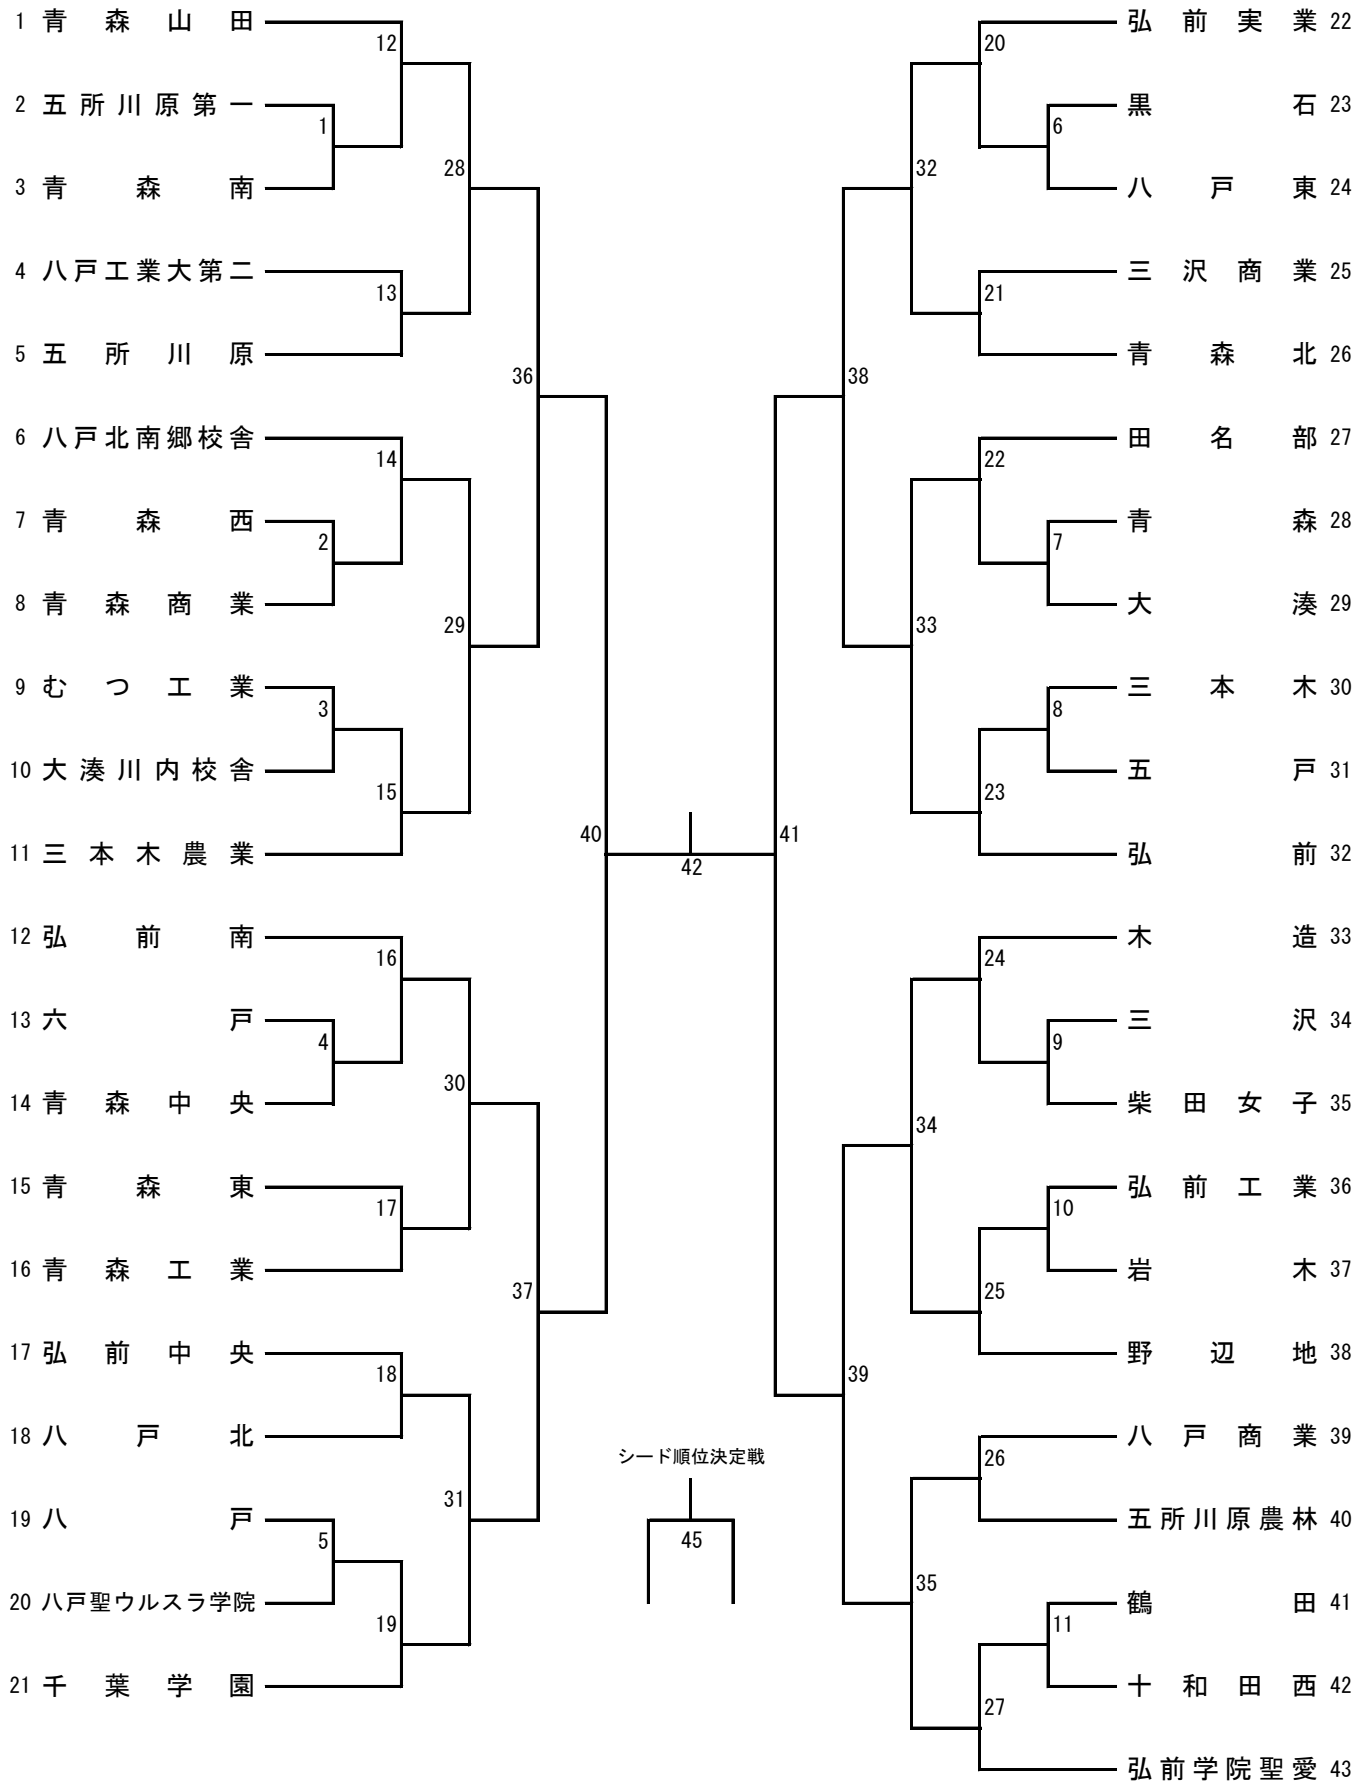 1 青森山田
12
2 五所川原第一
1
3 青森南
28
4 八戸工業大第二
13
5 五所川原
36
6 八戸北南郷校舎
14
7 青森西
2
8 青森商業
29
9 むつ工業
3
10 大湊川内校舎
15
11 三本木農業
40
12 弘前南
16
13 六戸
4
14 青森中央
30
15 青森東
17
16 青森工業
37
17 弘前中央
18
18 八戸北
31
19 八戸
5
20 八戸聖ウルスラ学院
19
21 千葉学園
42
シード順位決定戦
45
弘前実業 22
20
黒石 23
6
八戸東 24
32
三沢商業 25
21
青森北 26
38
田名部 27
22
青森 28
7
大湊 29
33
三本木 30
8
五戸 31
23
弘前 32
41
木造 33
24
三沢 34
9
柴田女子 35
34
弘前工業 36
10
岩木 37
25
野辺地 38
39
八戸商業 39
26
五所川原農林 40
35
鶴田 41
11
十和田西 42
27
弘前学院聖愛 43